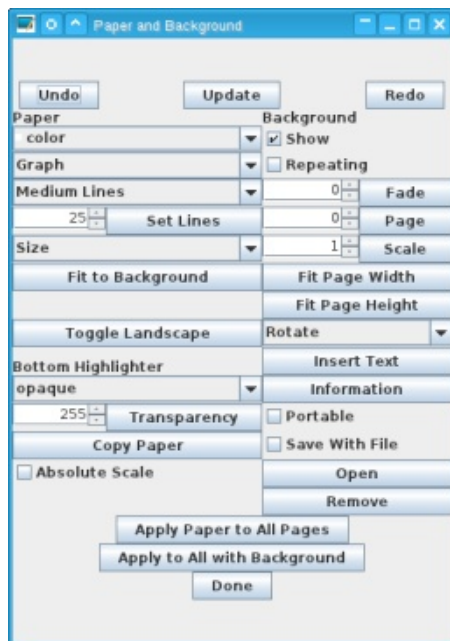 Paper and Background
Undo Update Redo
Paper Background
color Show
Graph Repeating
Medium Lines 0 Fade
25 Set Lines 0 Page
Size 1 Scale
Fit to Background Fit Page Width
Fit Page Height
Toggle Landscape Rotate
Insert Text
Bottom Highlighter
opaque Information
255 Transparency Portable
Copy Paper Save With File
Absolute Scale Open
Remove
Apply Paper to All Pages
Apply to All with Background
Done